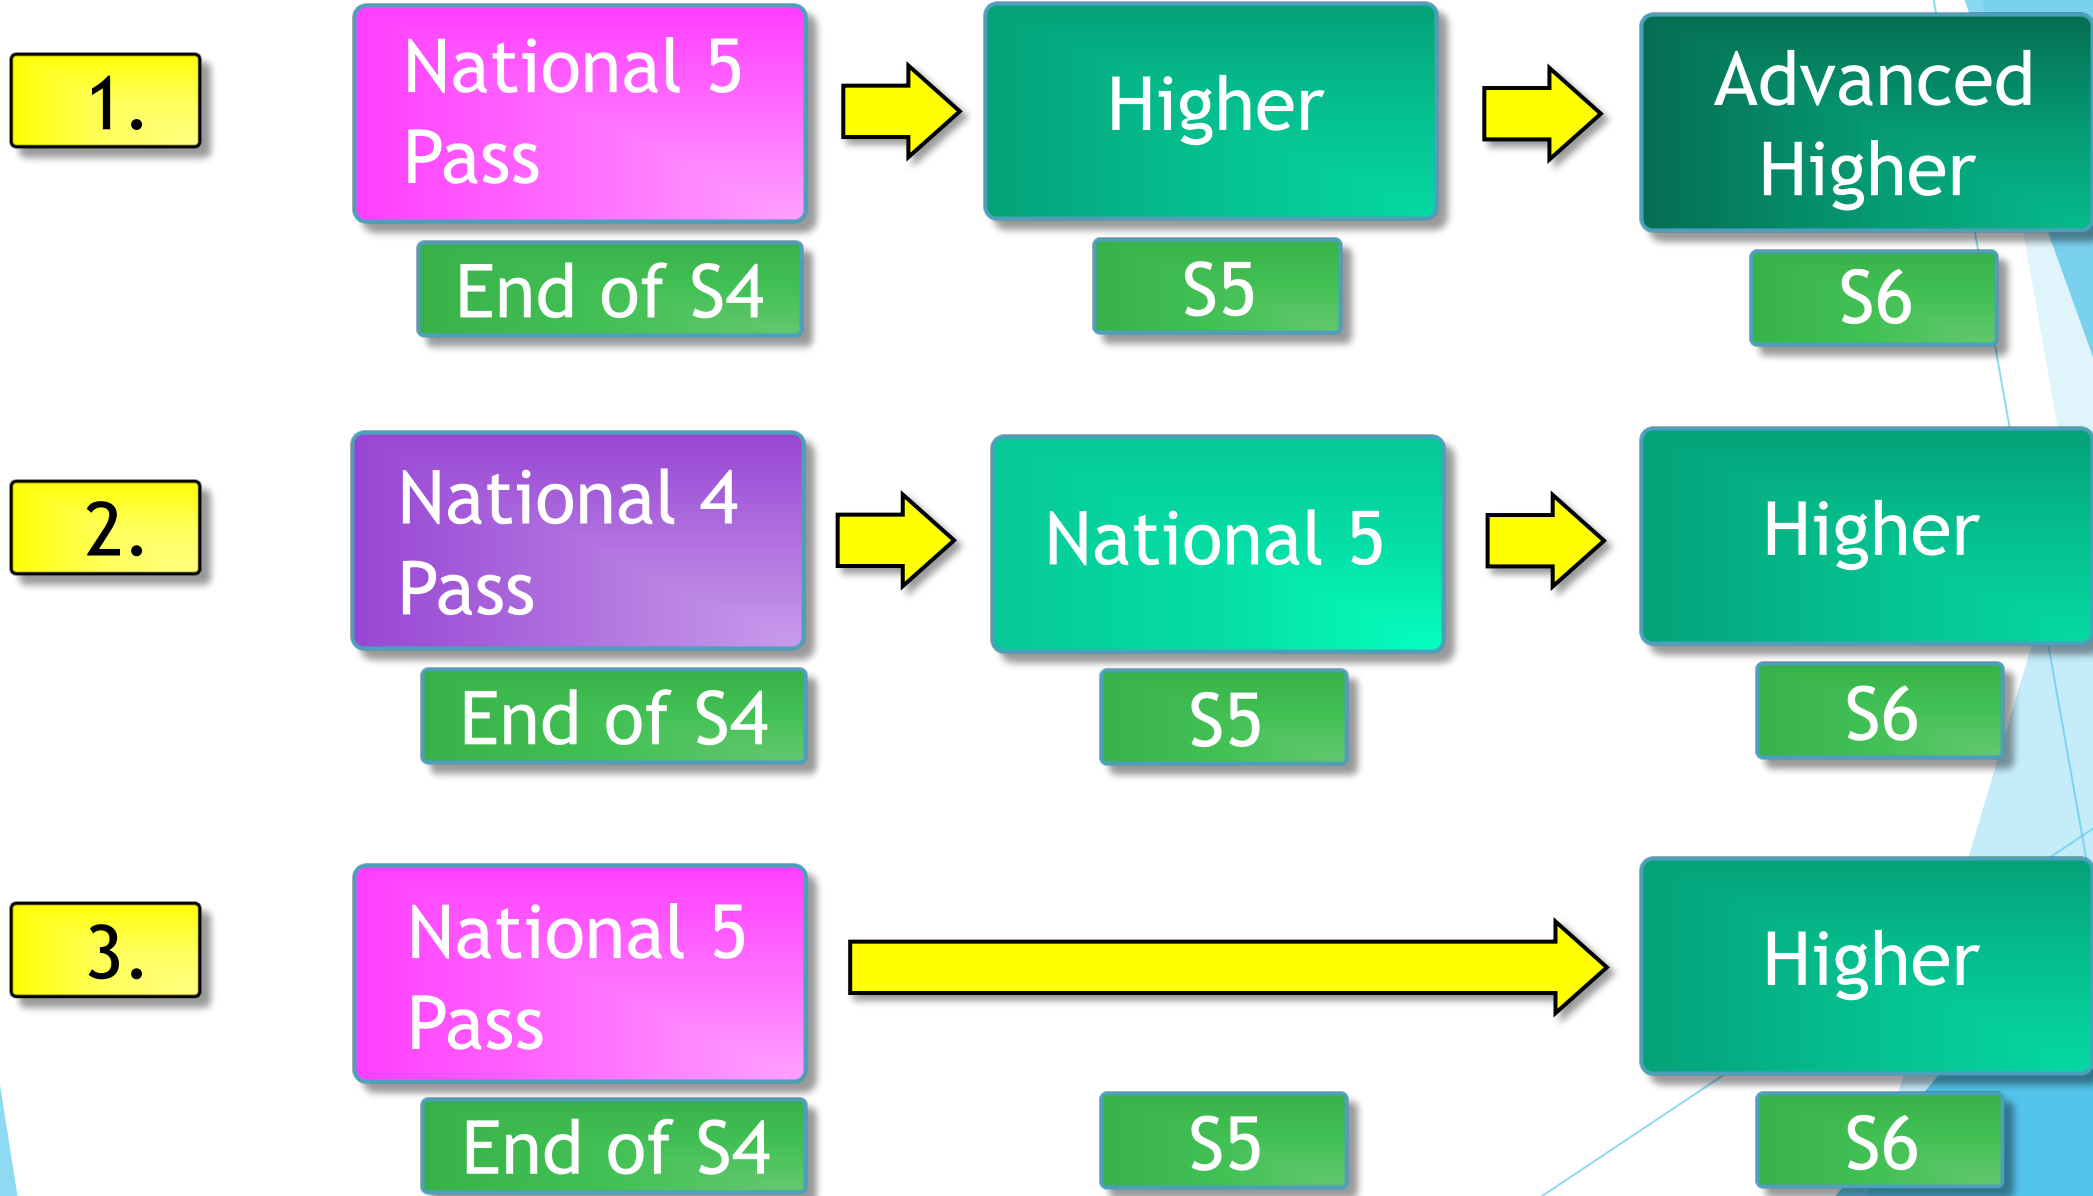 1.
National 5
Pass
Higher
Advanced
Higher
End of S4
S5
S6
2.
National 4
Pass
National 5
Higher
End of S4
S5
S6
3.
National 5
Pass
Higher
End of S4
S5
S6